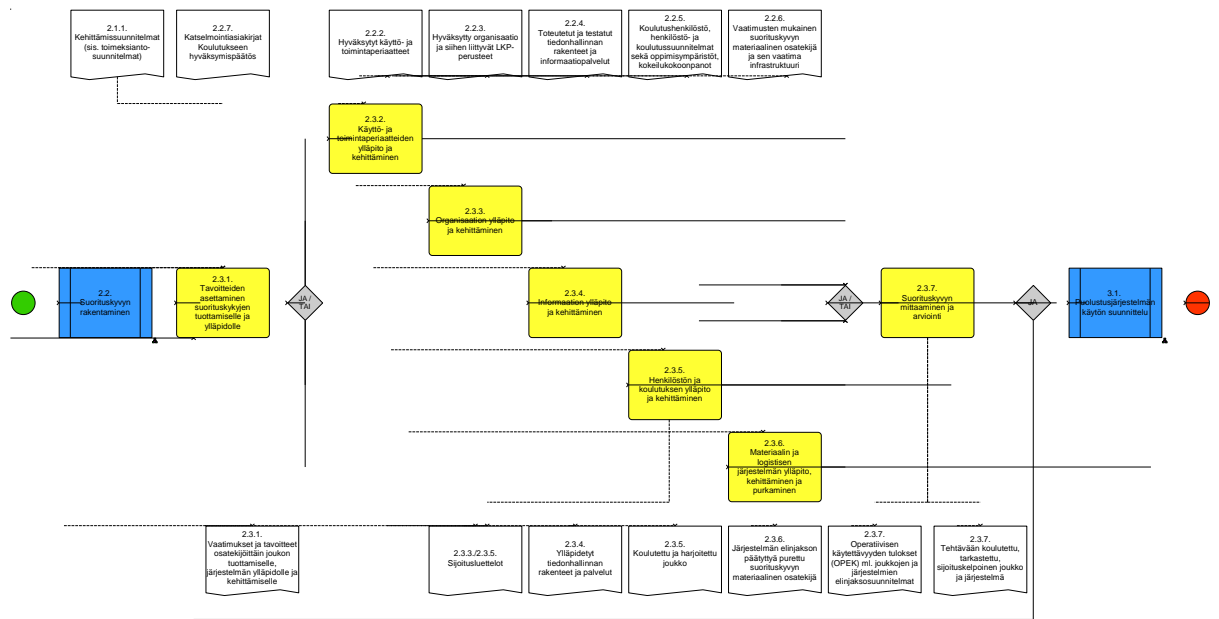 2.1.1.
Kehittämissuunnitelmat
(sis. toimeksianto-
suunnitelmat)
2.2.7.
Katselmointiasiakirjat
Koulutukseen
hyväksymispäätös
2.2.2.
Hyväksytyt käyttö- ja
toimintaperiaatteet
2.2.3.
Hyväksytty organisaatio
ja siihen liittyvät LKP-
perusteet
2.2.4.
Toteutetut ja testatut
tiedonhallinnan
rakenteet ja
informaatiopalvelut
2.2.5.
Koulutushenkilöstö,
henkilöstö- ja
koulutussuunnitelmat
sekä oppimisympäristöt,
kokeilukokoonpanot
2.2.6.
Vaatimusten mukainen
suorituskyvyn
materiaalinen osatekijä
ja sen vaatima
infrastruktuuri
2.3.2.
Käyttö- ja
toimintaperiaatteiden
ylläpito ja
kehittäminen
2.3.3.
Organisaation ylläpito
ja kehittäminen
2.2.
Suorituskyvyn
rakentaminen
2.3.1.
Tavoitteiden
asettaminen
suorituskykyjen
tuottamiselle ja
ylläpidolle
JA /
TAI
2.3.4.
Informaation ylläpito
ja kehittäminen
JA /
TAI
2.3.7.
Suorituskyvyn
mittaaminen ja
arviointi
JA
3.1.
Puolustusjärjestelmän
käytön suunnittelu
2.3.5.
Henkilöstön ja
koulutuksen ylläpito
ja kehittäminen
2.3.6.
Materiaalin ja
logistisen
järjestelmän ylläpito,
kehittäminen ja
purkaminen
2.3.1.
Vaatimukset ja tavoitteet
osatekijöittäin joukon
tuottamiselle,
järjestelmän ylläpidolle ja
kehittämiselle
2.3.3./2.3.5.
Sijoitusluettelot
2.3.4.
Ylläpidetyt
tiedonhallinnan
rakenteet ja palvelut
2.3.5.
Koulutettu ja harjoitettu
joukko
2.3.6.
Järjestelmän elinjakson
päätyttyä purettu
suorituskyvyn
materiaalinen osatekijä
2.3.7.
Operatiivisen
käytettävyyden tulokset
(OPEK) ml. joukkojen ja
järjestelmien
elinjaksosuunnitelmat
2.3.7.
Tehtävään koulutettu,
tarkastettu,
sijoituskelpoinen joukko
ja järjestelmä